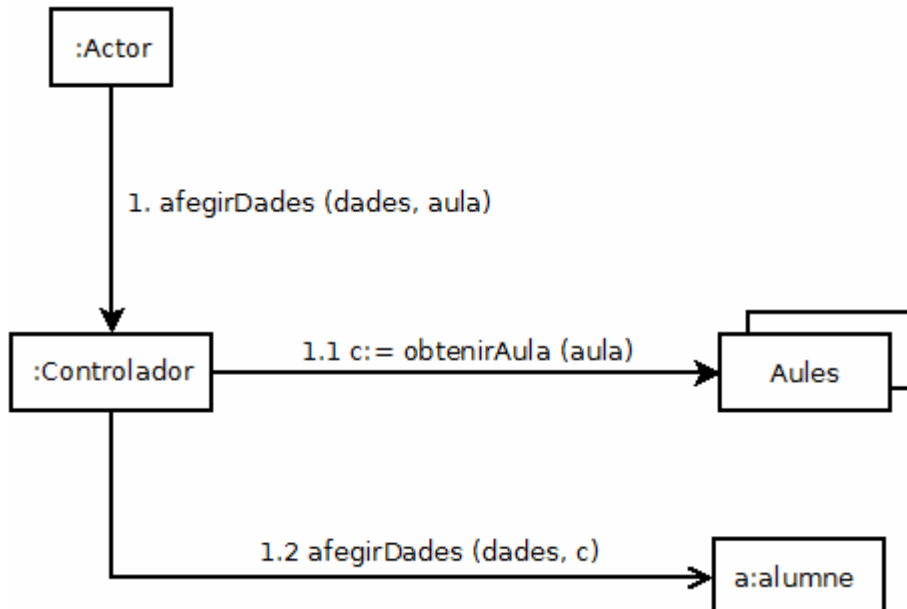 :Actor
1. afegirDades (dades, aula)
:Controlador
1.1 c:= obtenirAula (aula)
Aules
1.2 afegirDades (dades, c)
a:alumne